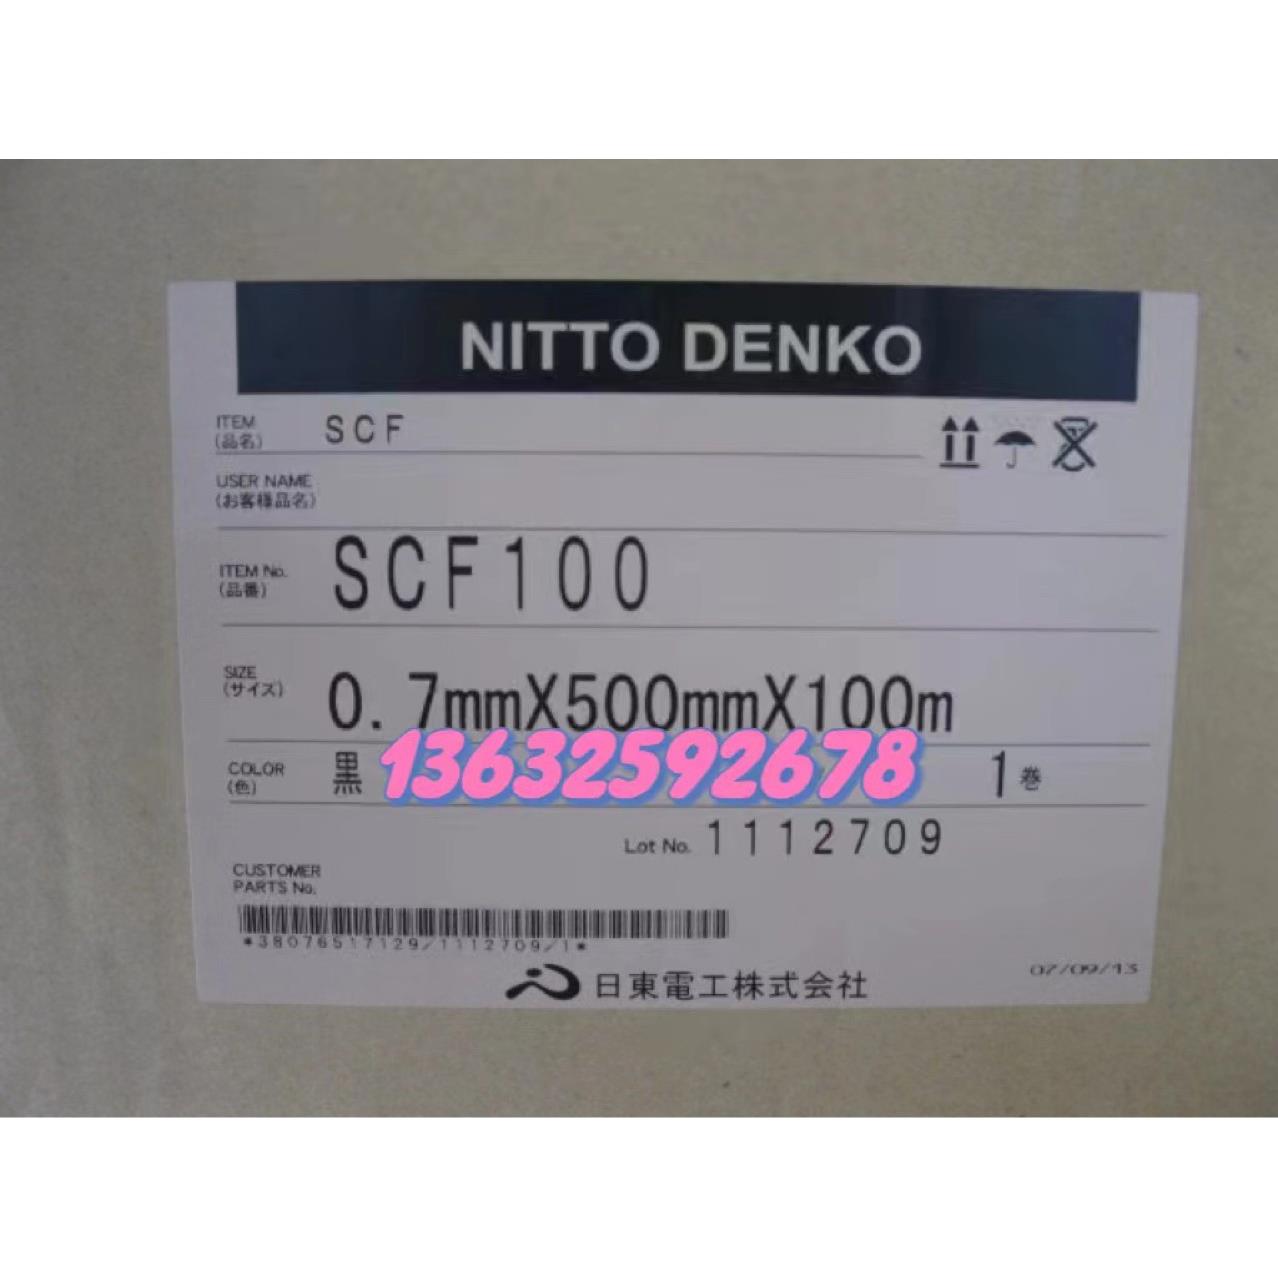 NITTO DENKO
ITEM
(品名)
SCF
USER NAME
(お客様品名)
ITEM No.
(品番)
SCF100
SIZE
(サイズ)
0.7mmX500mmX100m
COLOR
(色)
黒
13632592678
1巻
Lot No. 1112709
CUSTOMER
PARTS No.
*38076517129/1112709/1*
日東電工株式会社
07/09/13